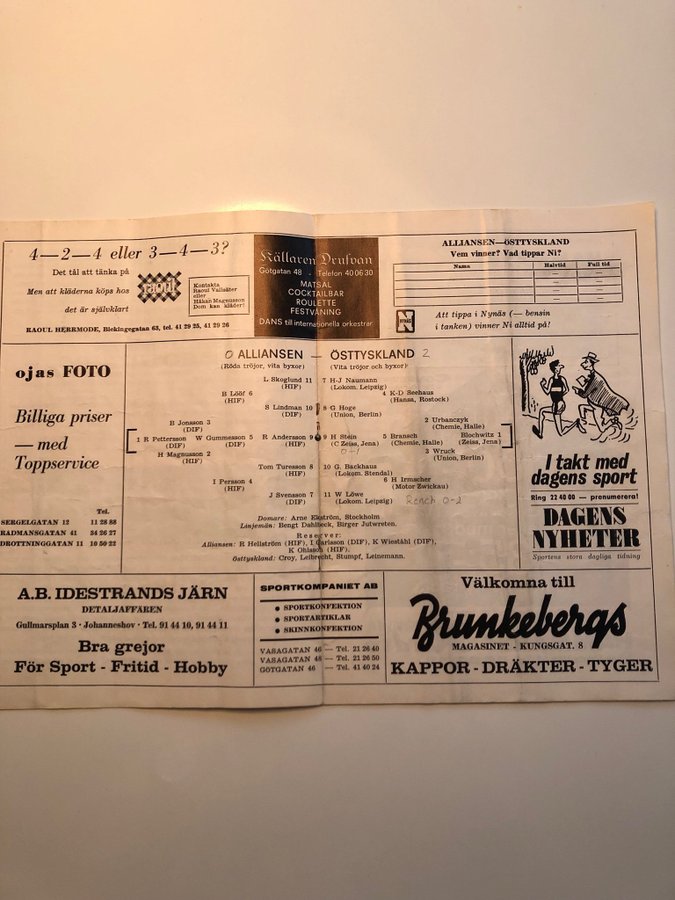 4—2—4 eller 3—4—3?
Det tål att tänka på
Men att kläderna köps hos
det är självklart
raoul
Kontakta
Raoul Vallsäter
eller
Håkan Magnusson
Dom kan kläder!
RAOUL HERRMODE, Blekingegatan 63, tel. 41 29 25, 41 29 26
Källaren Drufvan
Götgatan 48 - Telefon 40 06 30
MATSAL
COCKTAILBAR
ROULETTE
FESTVÅNING
DANS till internationella orkestrar
ALLIANSEN—ÖSTTYSKLAND
Vem vinner? Vad tippar Ni?
Namn Halvtid Full tid
—
—
—
NYNÄS
Att tippa i Nynäs (— bensin
i tanken) vinner Ni alltid på!
ojas FOTO
Billiga priser
— med
Toppservice
Tel.
SERGELGATAN 12 11 28 88
RADMANSGATAN 41 34 26 27
DROTTNINGGATAN 11 10 50 22
0 ALLIANSEN — ÖSTTYSKLAND 2
(Röda tröjor, vita byxor) (Vita tröjor och byxor)
L Skoglund 11
(HIF)
7 H-J Naumann
(Lokom. Leipzig)
B Lööf 6
(HIF)
4 K-D Seehaus
(Hansa, Rostock)
S Lindman 10
(DIF)
8 G Hoge
(Union, Berlin)
B Jonsson 3
(DIF)
2 Urbanczyk
(Chemie, Halle)
1 R Pettersson
(DIF)
W Gummesson 5
(DIF)
R Andersson 9
(HIF)
9 H Stein
(C Zeiss, Jena)
0-1
5 Bransch
(Chemie, Halle)
Blochwitz 1
(Zeiss, Jena)
H Magnusson 2
(HIF)
3 Wruck
(Union, Berlin)
Tom Turesson 8
(HIF)
10 G. Backhaus
(Lokom. Stendal)
I Persson 4
(HIF)
6 H Irmscher
(Motor Zwickau)
J Svensson 7
(DIF)
11 W Löwe
(Lokom. Leipzig)
0-2
Domare: Arne Ekström, Stockholm
Linjemän: Bengt Dahlbeck, Birger Jutwreten.
Reserver:
Alliansen: R Hellström (HIF), I Carlsson (DIF), K Wieståhl (DIF),
K Ohlsson (HIF).
Östtyskland: Croy, Leibrecht, Stumpf, Leinemann.
I takt med
dagens sport
Ring 22 40 00 — prenumerera!
DAGENS
NYHETER
Sportens stora dagliga tidning
A.B. IDESTRANDS JÄRN
DETALJAFFÄREN
Gullmarsplan 3 · Johanneshov · Tel. 91 44 10, 91 44 11
Bra grejor
För Sport - Fritid - Hobby
SPORTKOMPANIET AB
● SPORTKONFEKTION
● SPORTARTIKLAR
● SKINNKONFEKTION
VASAGATAN 46 — Tel. 21 26 40
VASAGATAN 48 — Tel. 21 26 50
GÖTGATAN 46 — Tel. 41 40 24
Välkomna till
Brunkebergs
MAGASINET - KUNGSGAT. 8
KAPPOR - DRÄKTER - TYGER